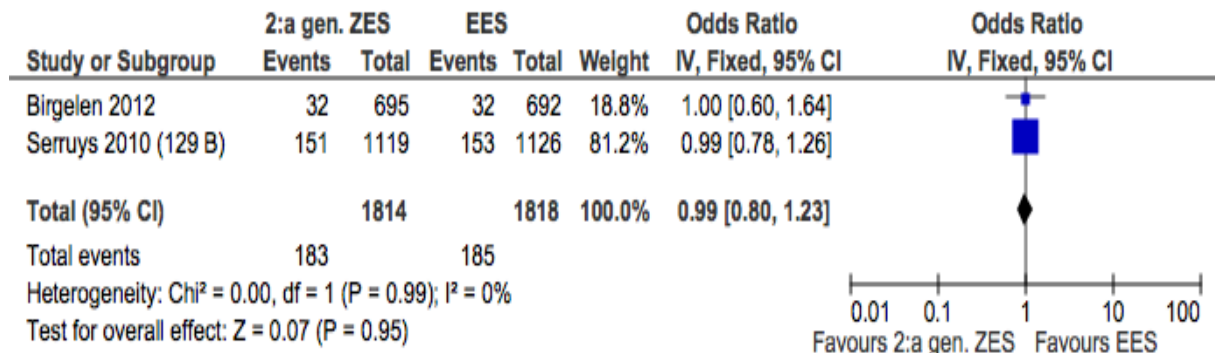 2:a gen. ZES EES Odds Ratio Odds Ratio
Study or Subgroup Events Total Events Total Weight IV, Fixed, 95% CI IV, Fixed, 95% CI
Birgelen 2012 32 695 32 692 18.8% 1.00 [0.60, 1.64]
Serruys 2010 (129 B) 151 1119 153 1126 81.2% 0.99 [0.78, 1.26]
Total (95% CI) 1814 1818 100.0% 0.99 [0.80, 1.23]
Total events 183 185
Heterogeneity: Chi² = 0.00, df = 1 (P = 0.99); I² = 0%
Test for overall effect: Z = 0.07 (P = 0.95)
0.01 0.1 1 10 100
Favours 2:a gen. ZES Favours EES